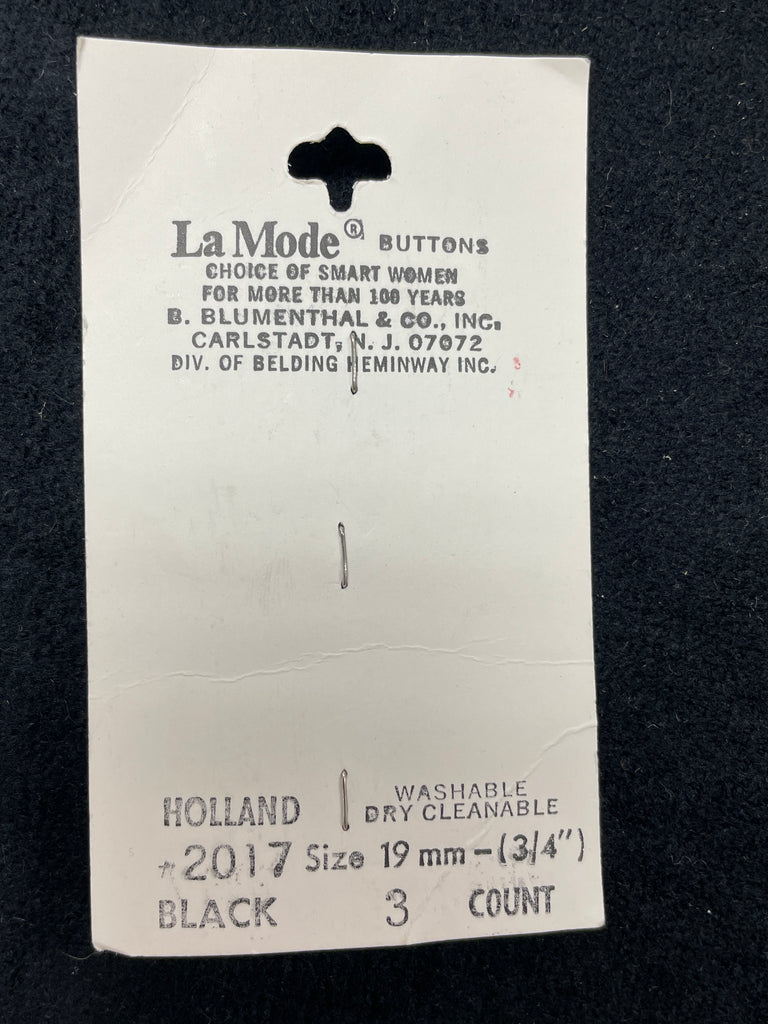 La Mode® BUTTONS
CHOICE OF SMART WOMEN
FOR MORE THAN 100 YEARS
B. BLUMENTHAL & CO., INC.
CARLSTADT, N. J. 07072
DIV. OF BELDING HEMINWAY INC.
HOLLAND
WASHABLE
DRY CLEANABLE
*2017 Size 19 mm-(3/4")
BLACK 3 COUNT